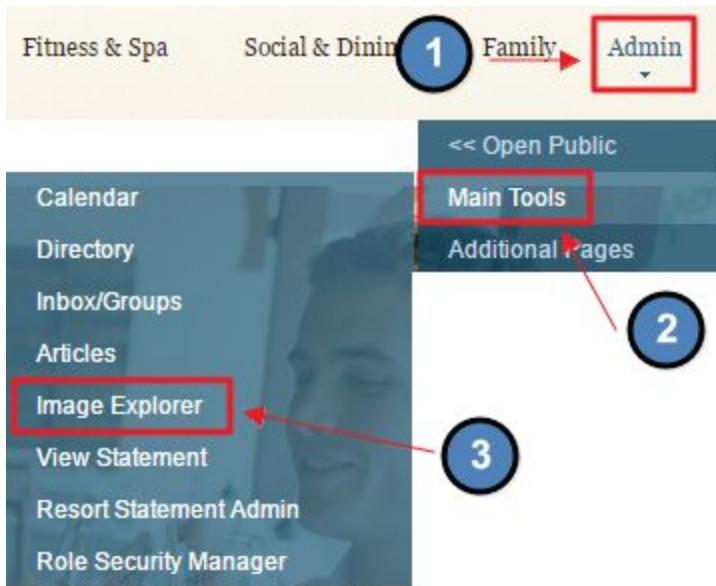 Fitness & Spa Social & Dinin 1 Family Admin
<< Open Public
Main Tools
Additional Pages
2
Calendar
Directory
Inbox/Groups
Articles
Image Explorer
3
View Statement
Resort Statement Admin
Role Security Manager